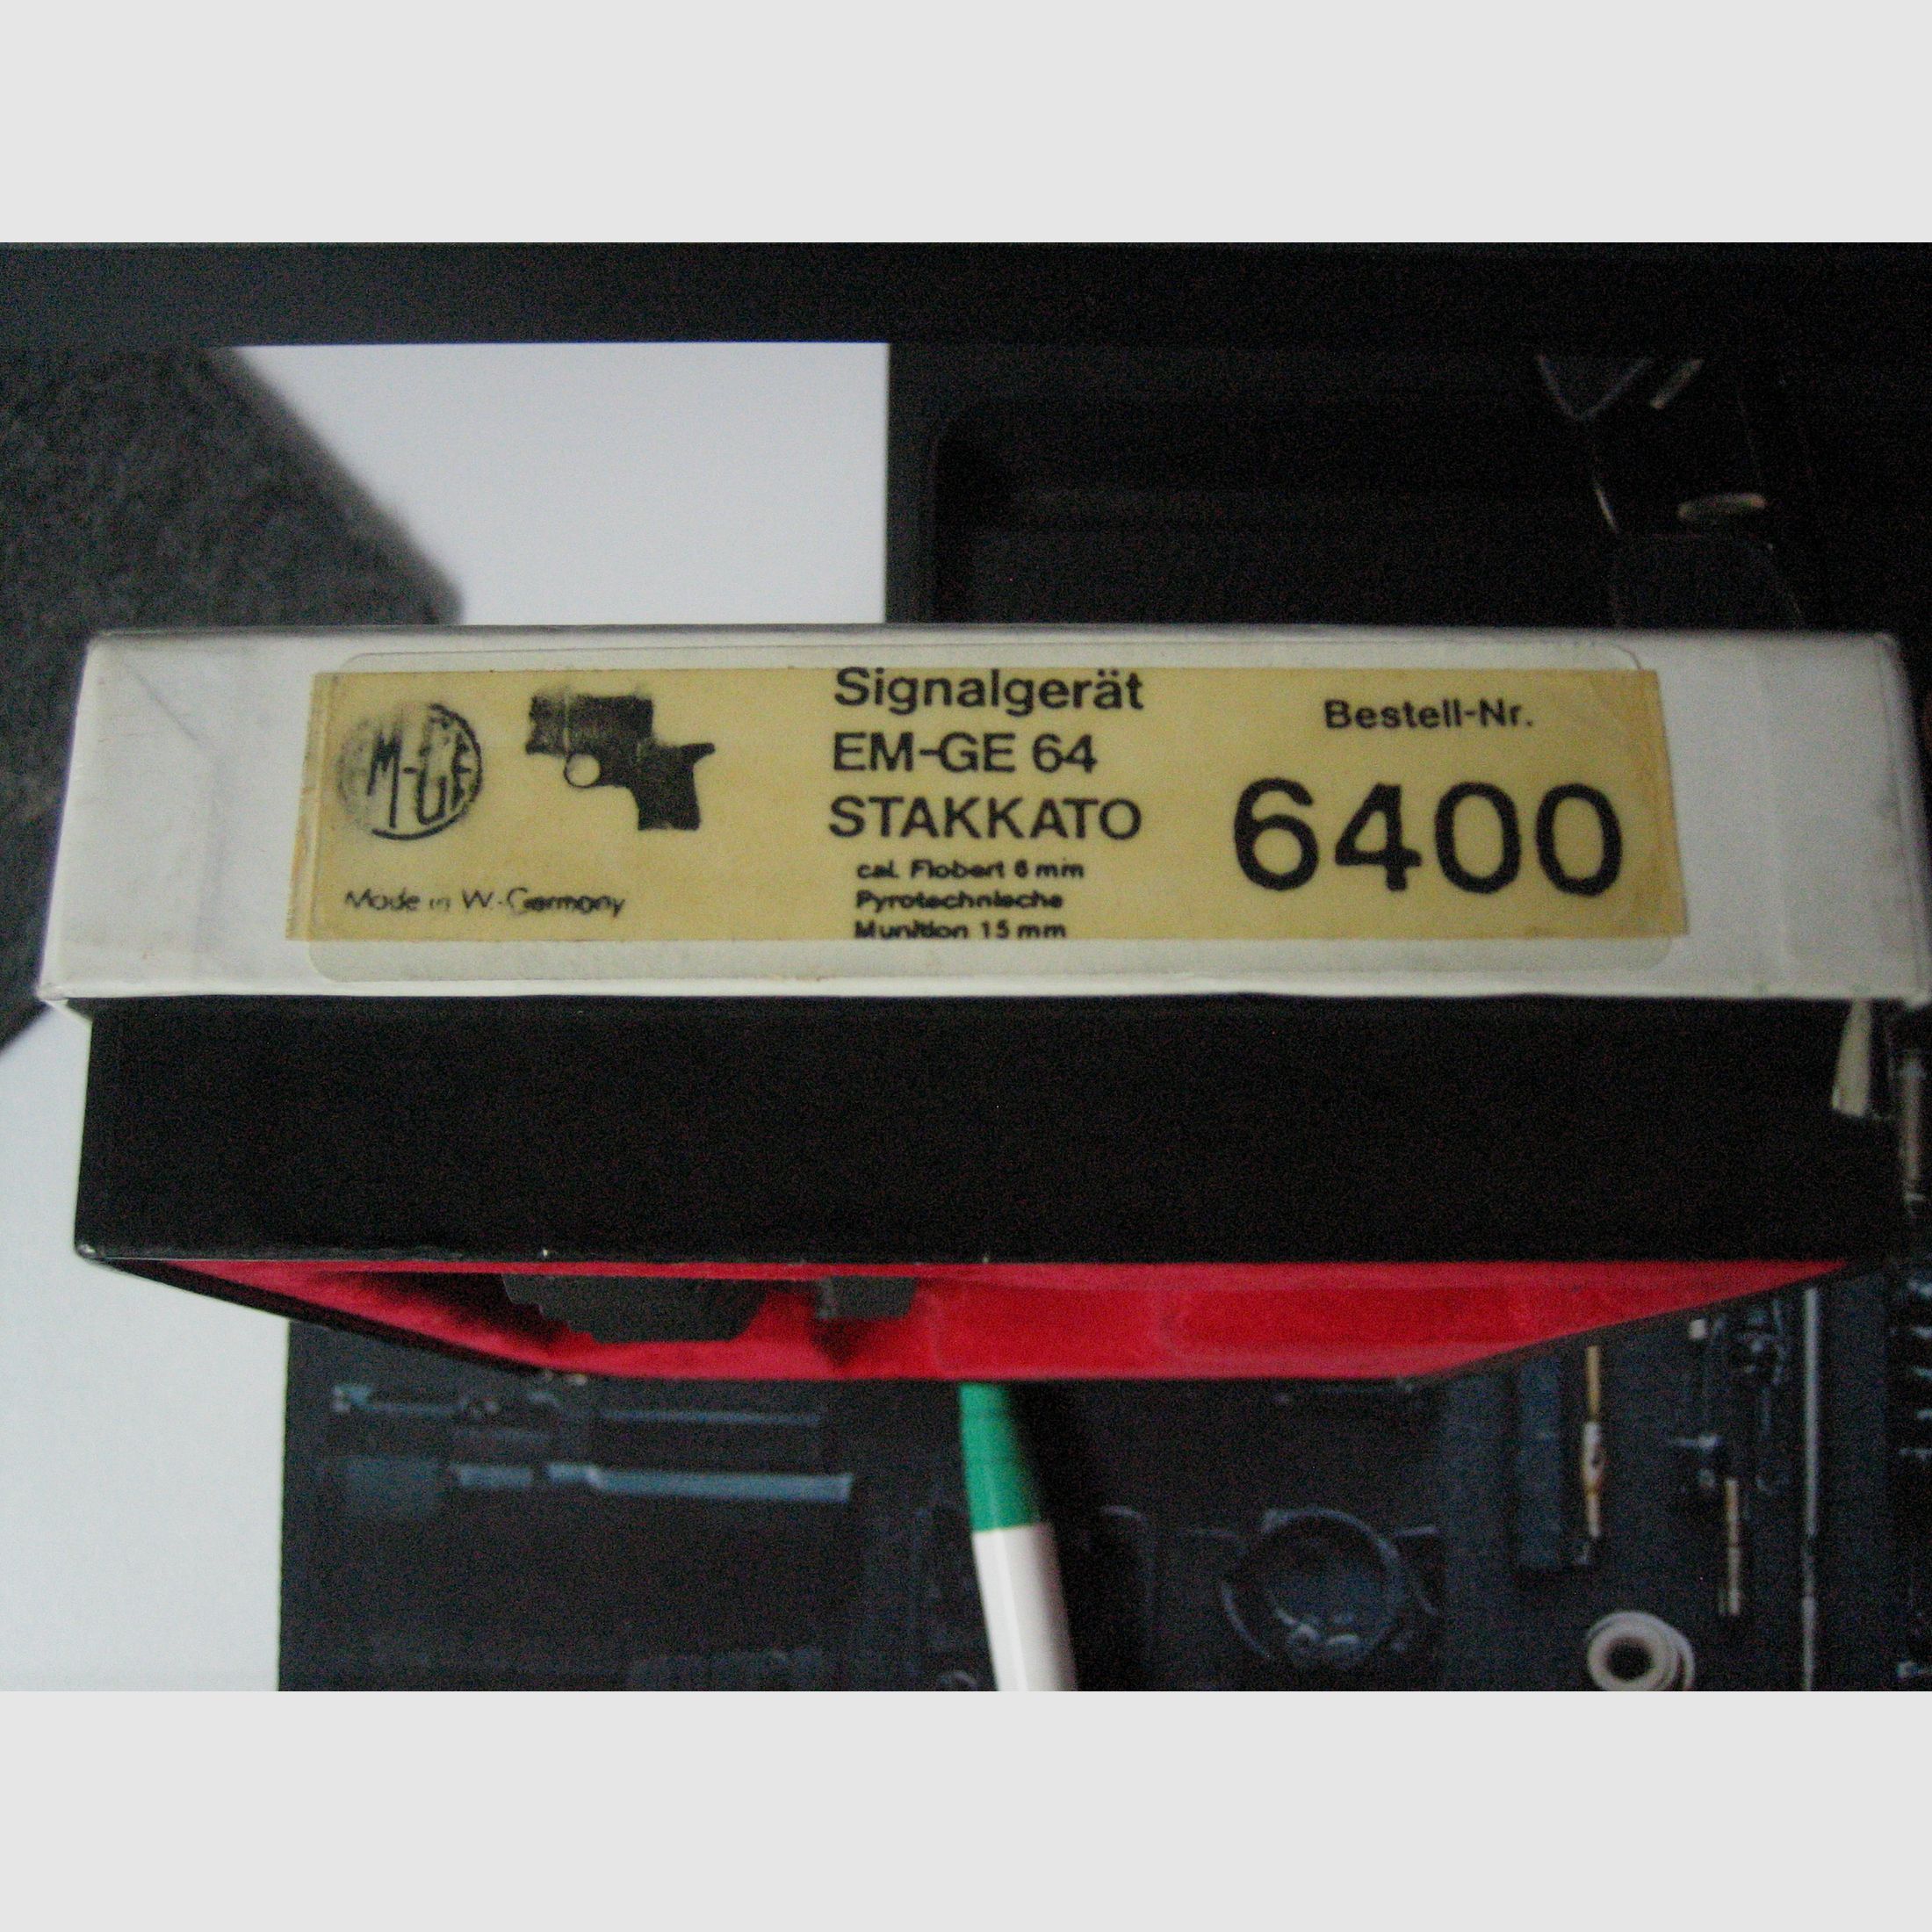 M-GE
Made in W.-Germany
Signalgerät
EM-GE 64
STAKKATO
cal. Flobert 6 mm
Pyrotechnische
Munition 15 mm
Bestell-Nr.
6400